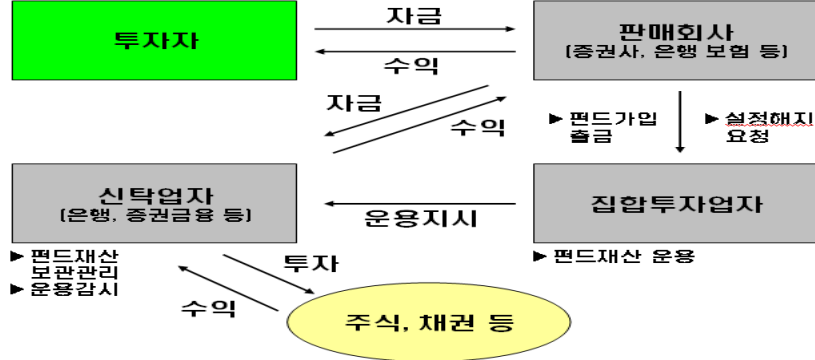 투자자
자금
수익
판매회사
(증권사, 은행 보험 등)
자금
수익
▶ 펀드가입
출금
▶ 설정해지
요청
신탁업자
(은행, 증권금융 등)
운용지시
집합투자업자
▶ 펀드재산
보관관리
▶ 운용감시
투자
수익
▶ 펀드재산 운용
주식, 채권 등